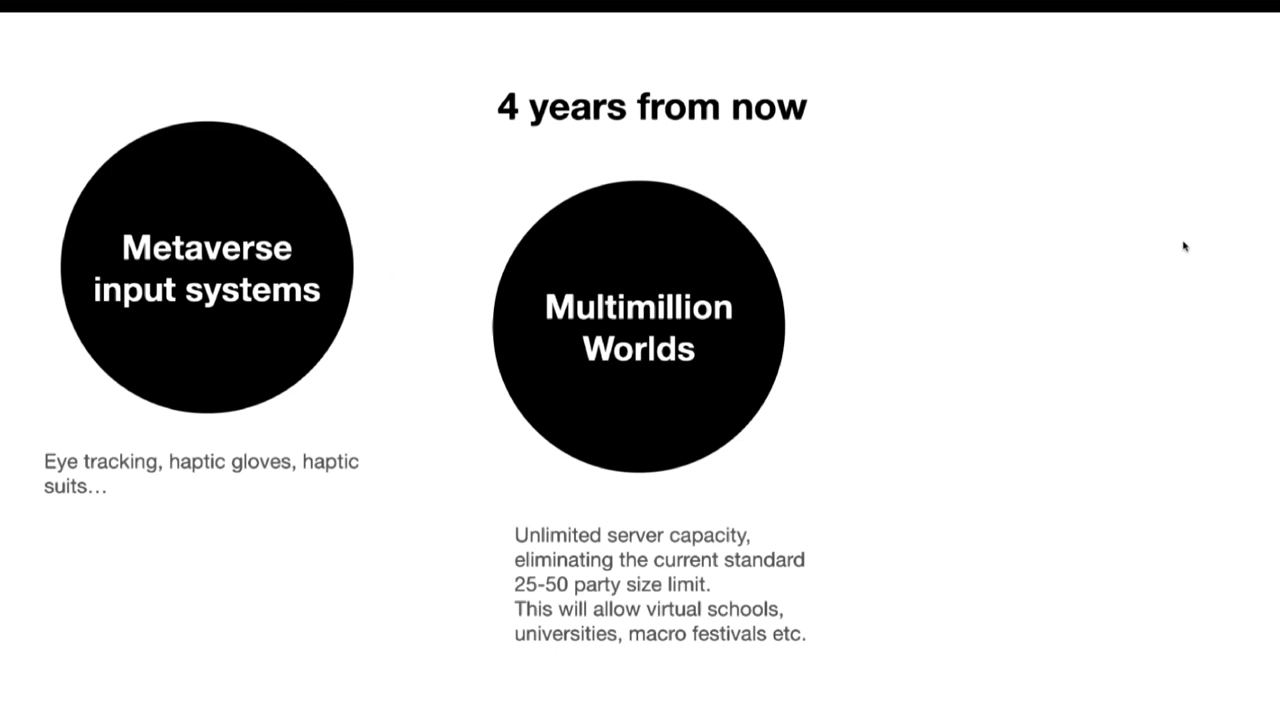 4 years from now
Metaverse
input systems
Eye tracking, haptic gloves, haptic
suits…
Multimillion
Worlds
Unlimited server capacity,
eliminating the current standard
25-50 party size limit.
This will allow virtual schools,
universities, macro festivals etc.